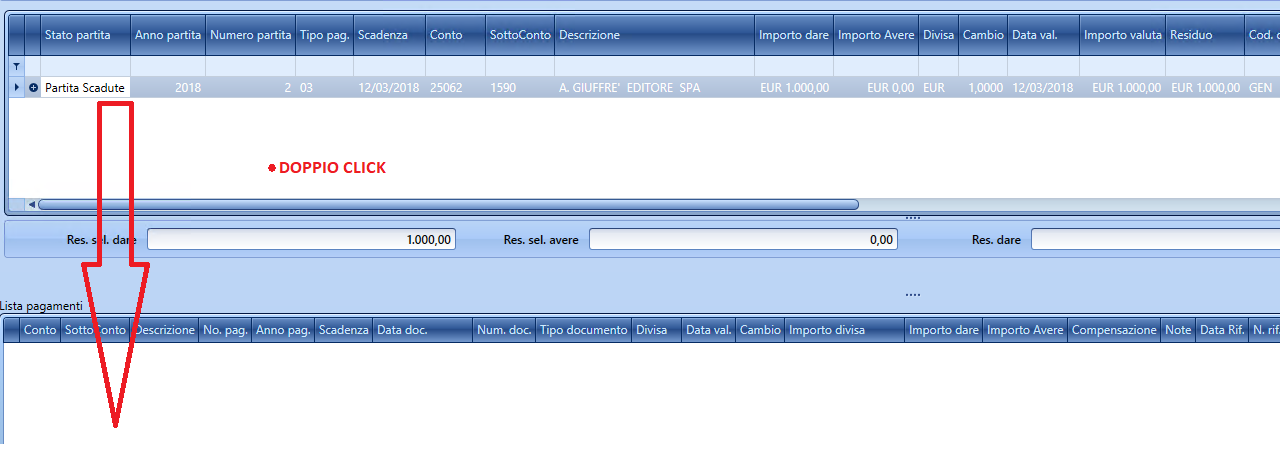 Stato partita Anno partita Numero partita Tipo pag. Scadenza Conto SottoConto Descrizione Importo dare Importo Avere Divisa Cambio Data val. Importo valuta Residuo Cod.
Partita Scadute 2018 2 03 12/03/2018 25062 1590 A. GIUFFRE' EDITORE SPA EUR 1.000,00 EUR 0,00 EUR 1,0000 12/03/2018 EUR 1.000,00 EUR 1.000,00 GEN
DOPPIO CLICK
Res. sel. dare 1.000,00 Res. sel. avere 0,00 Res. dare
Lista pagamenti
Conto SottoConto Descrizione No. pag. Anno pag. Scadenza Data doc. Num. doc. Tipo documento Divisa Data val. Cambio Importo divisa Importo dare Importo Avere Compensazione Note Data Rif. N. rif.